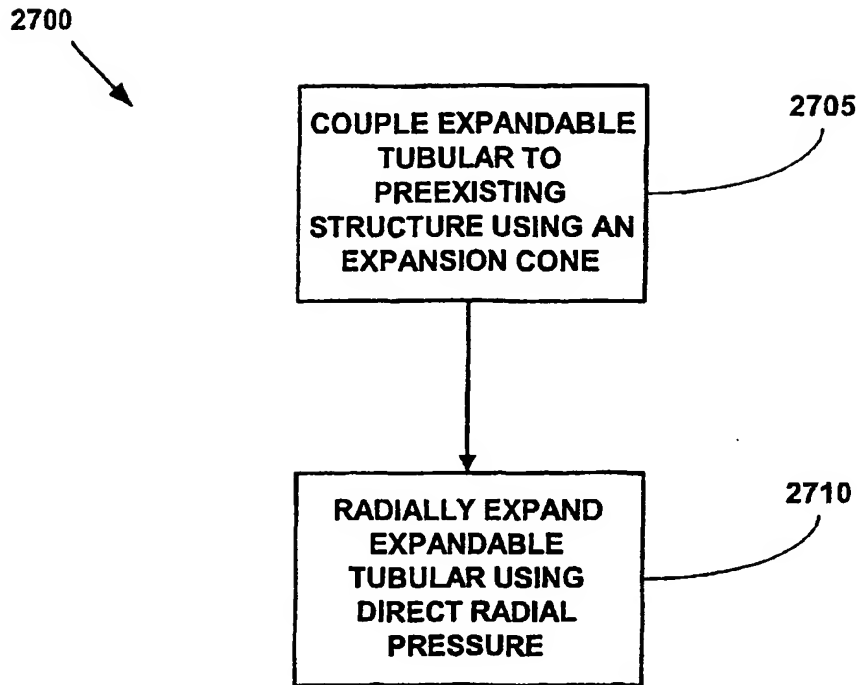 2700
COUPLE EXPANDABLE
TUBULAR TO
PREEXISTING
STRUCTURE USING AN
EXPANSION CONE
2705
RADIALLY EXPAND
EXPANDABLE
TUBULAR USING
DIRECT RADIAL
PRESSURE
2710